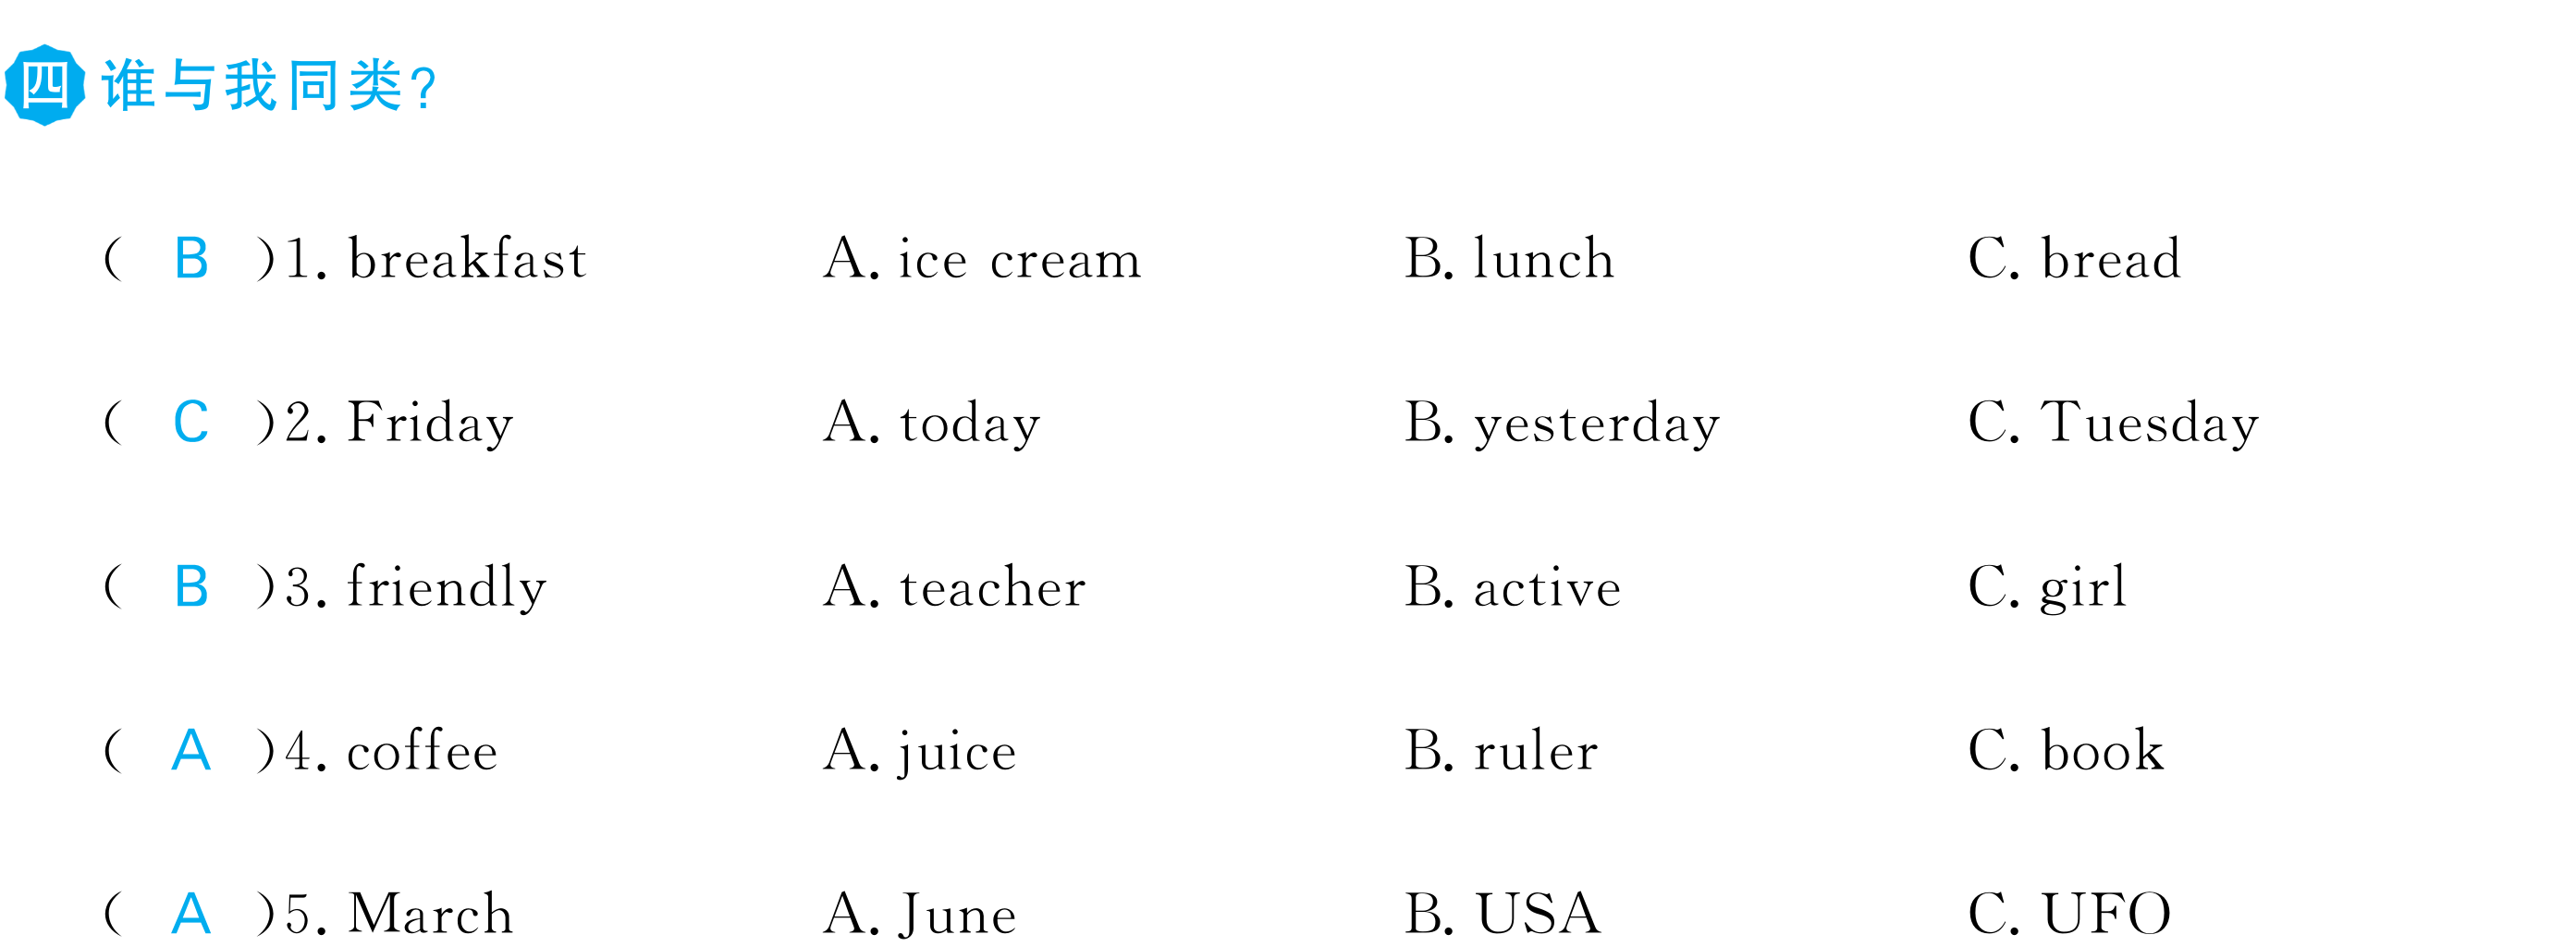 四 谁与我同类?
( B )1. breakfast A. ice cream B. lunch C. bread
( C )2. Friday A. today B. yesterday C. Tuesday
( B )3. friendly A. teacher B. active C. girl
( A )4. coffee A. juice B. ruler C. book
( A )5. March A. June B. USA C. UFO